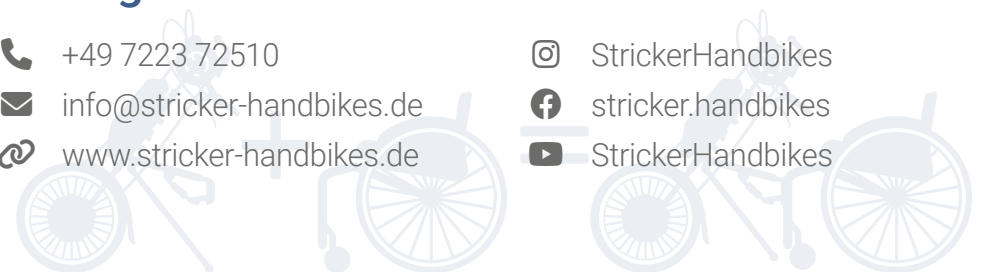 +49 7223 72510
info@stricker-handbikes.de
www.stricker-handbikes.de
StrickerHandbikes
stricker.handbikes
StrickerHandbikes